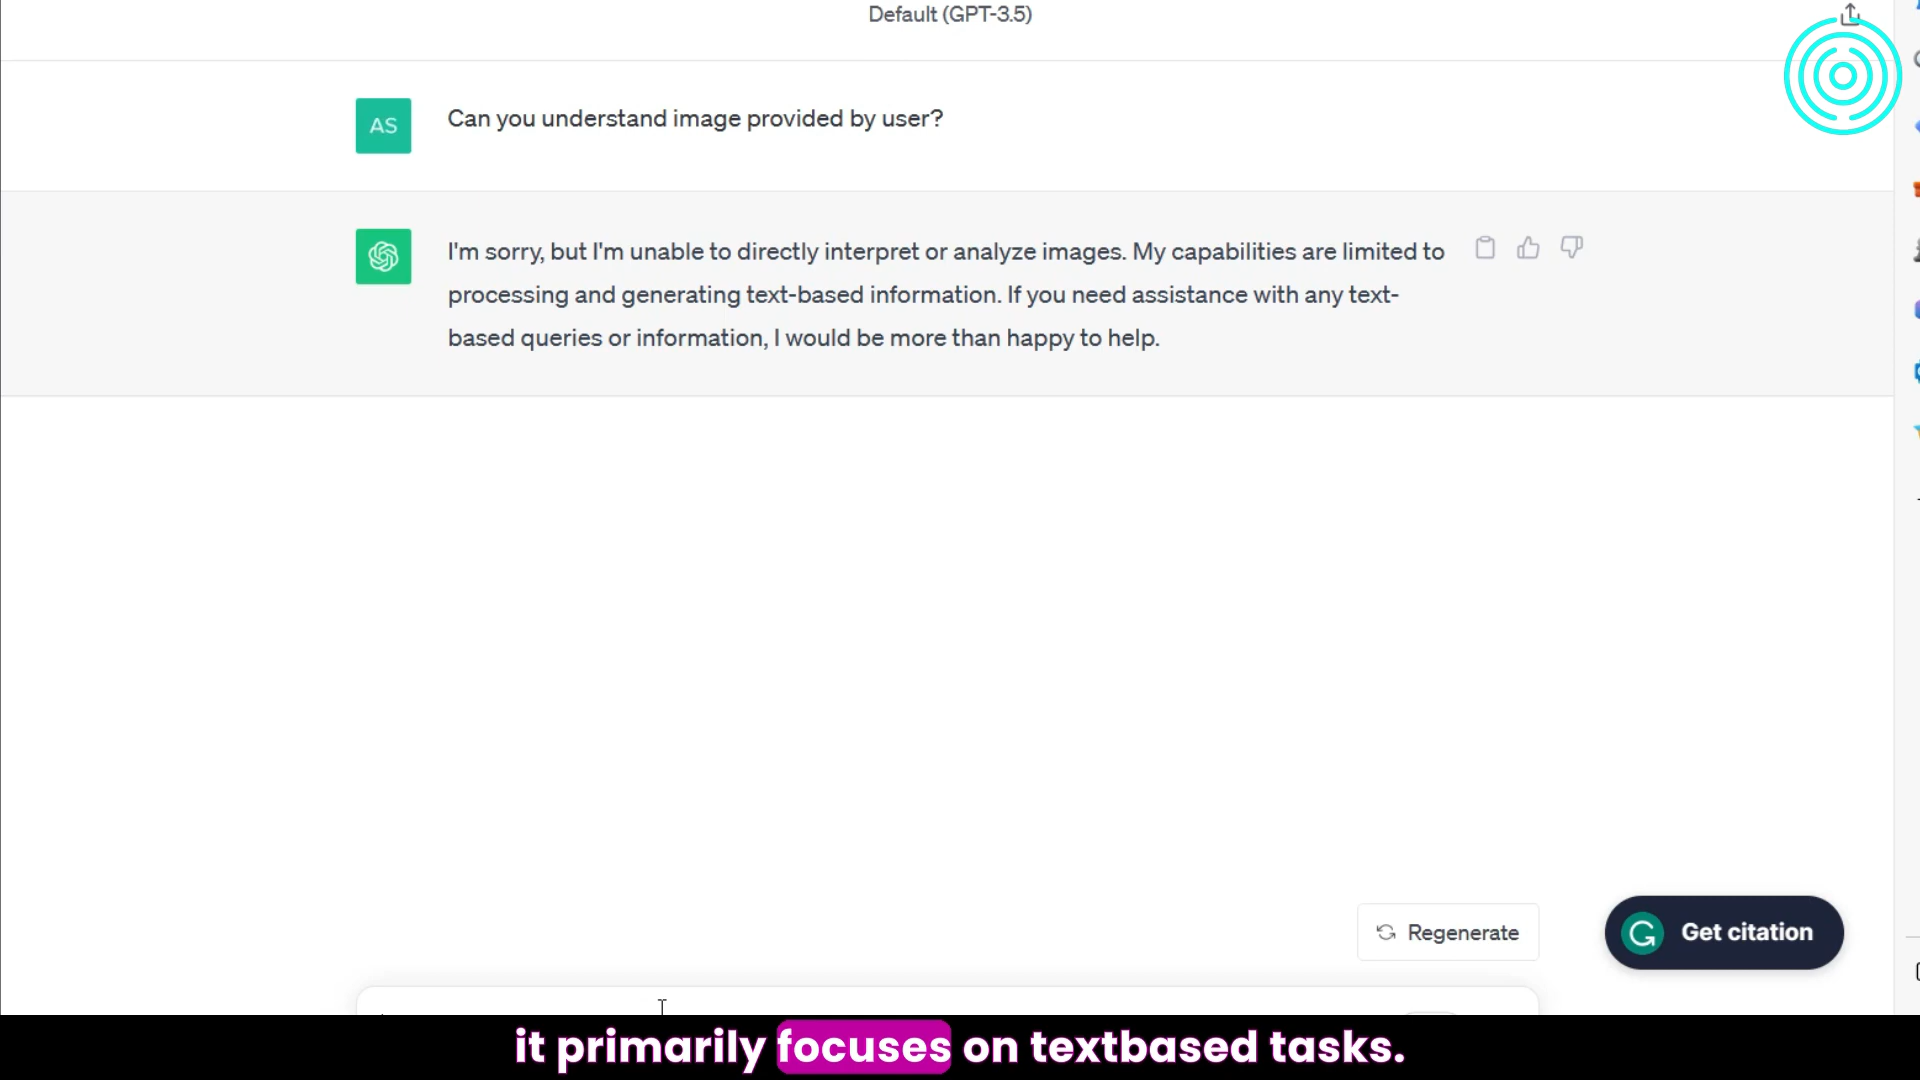 Default (GPT-3.5)
AS
Can you understand image provided by user?
I'm sorry, but I'm unable to directly interpret or analyze images. My capabilities are limited to
processing and generating text-based information. If you need assistance with any text-
based queries or information, I would be more than happy to help.
Regenerate
Get citation
it primarily focuses on textbased tasks.